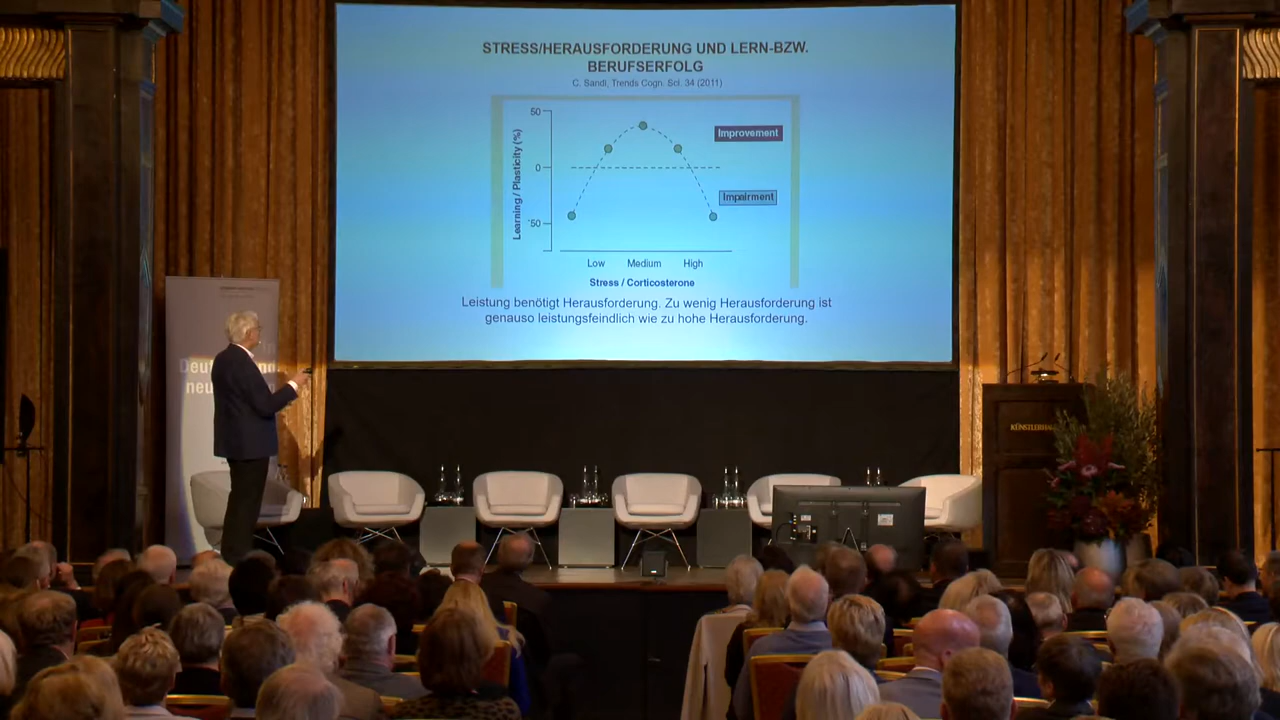 STRESS/HERAUSFORDERUNG UND LERN-BZW.
BERUFSERFOLG
C. Sandi, Trends Cogn. Sci. 34 (2011)
Learning / Plasticity (%)
50
0
-50
Improvement
Impairment
Low Medium High
Stress / Corticosterone
Leistung benötigt Herausforderung. Zu wenig Herausforderung ist
genauso leistungsfeindlich wie zu hohe Herausforderung.